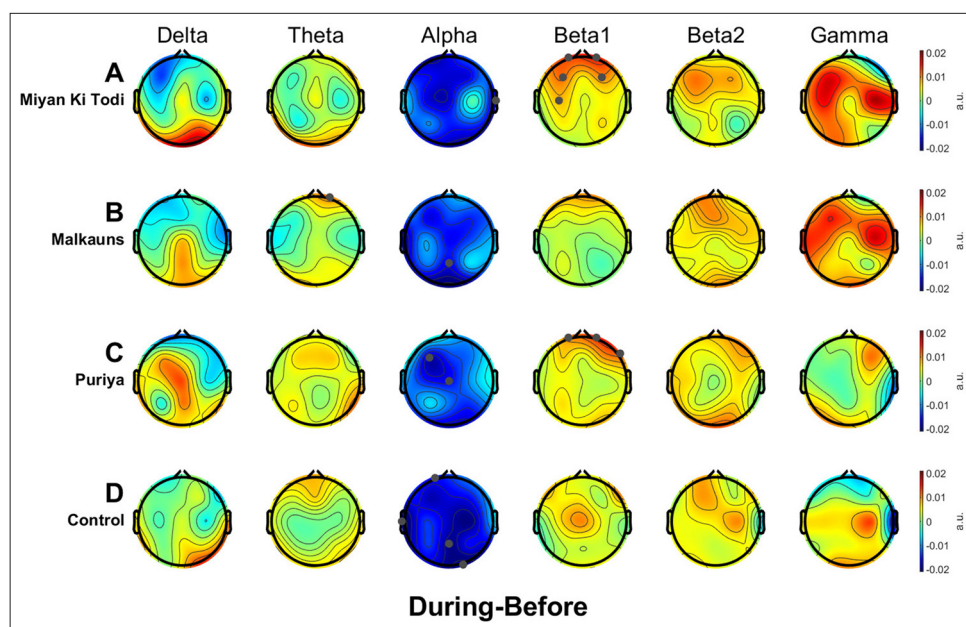 Delta Theta Alpha Beta1 Beta2 Gamma
A
Miyan Ki Todi
0.02
0.01
0
-0.01
-0.02
a.u.
B
Malkauns
0.02
0.01
0
-0.01
-0.02
a.u.
C
Puriya
0.02
0.01
0
-0.01
-0.02
a.u.
D
Control
0.02
0.01
0
-0.01
-0.02
a.u.
During-Before